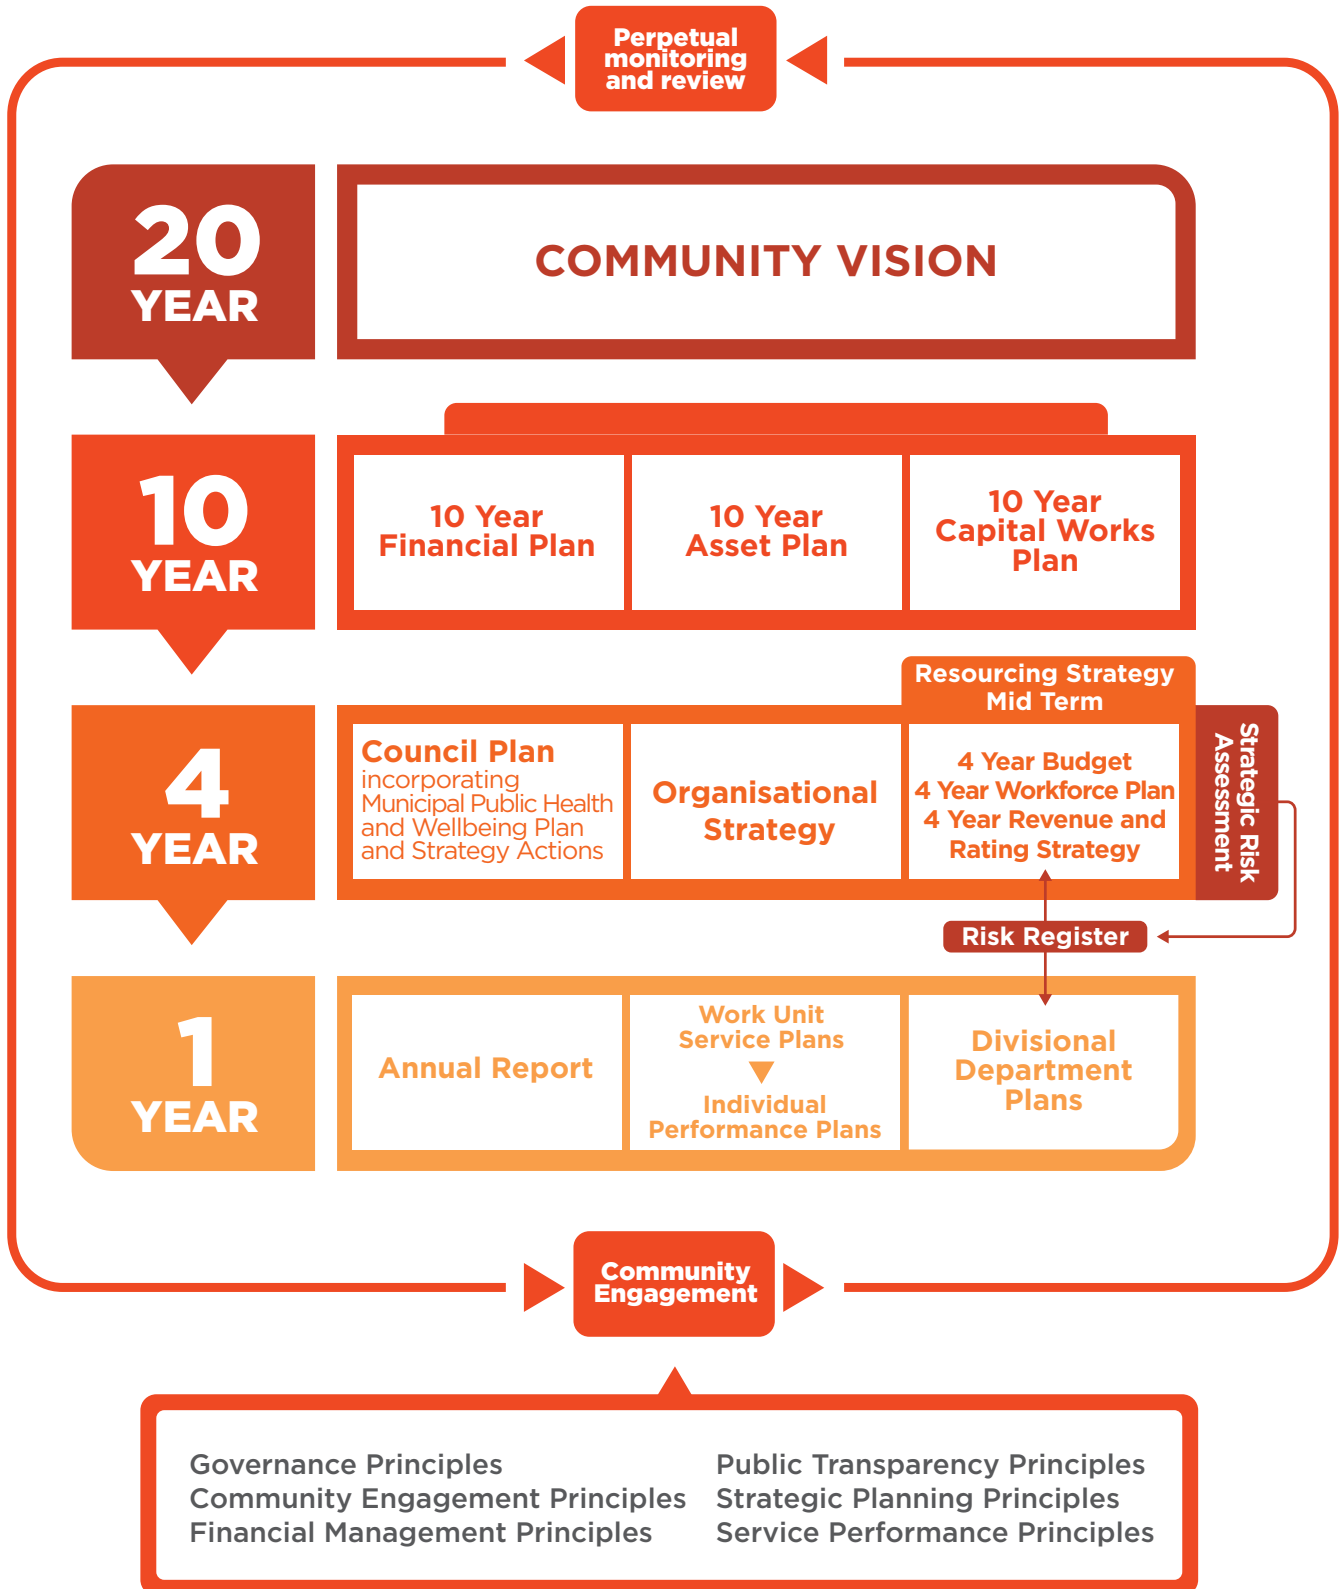 Perpetual
monitoring
and review
20
YEAR
COMMUNITY VISION
10
YEAR
10 Year
Financial Plan
10 Year
Asset Plan
10 Year
Capital Works
Plan
4
YEAR
Council Plan
incorporating
Municipal Public Health
and Wellbeing Plan
and Strategy Actions
Organisational
Strategy
Resourcing Strategy
Mid Term
4 Year Budget
4 Year Workforce Plan
4 Year Revenue and
Rating Strategy
Strategic Risk
Assessment
Risk Register
1
YEAR
Annual Report
Work Unit
Service Plans
Individual
Performance Plans
Divisional
Department
Plans
Community
Engagement
Governance Principles
Community Engagement Principles
Financial Management Principles
Public Transparency Principles
Strategic Planning Principles
Service Performance Principles